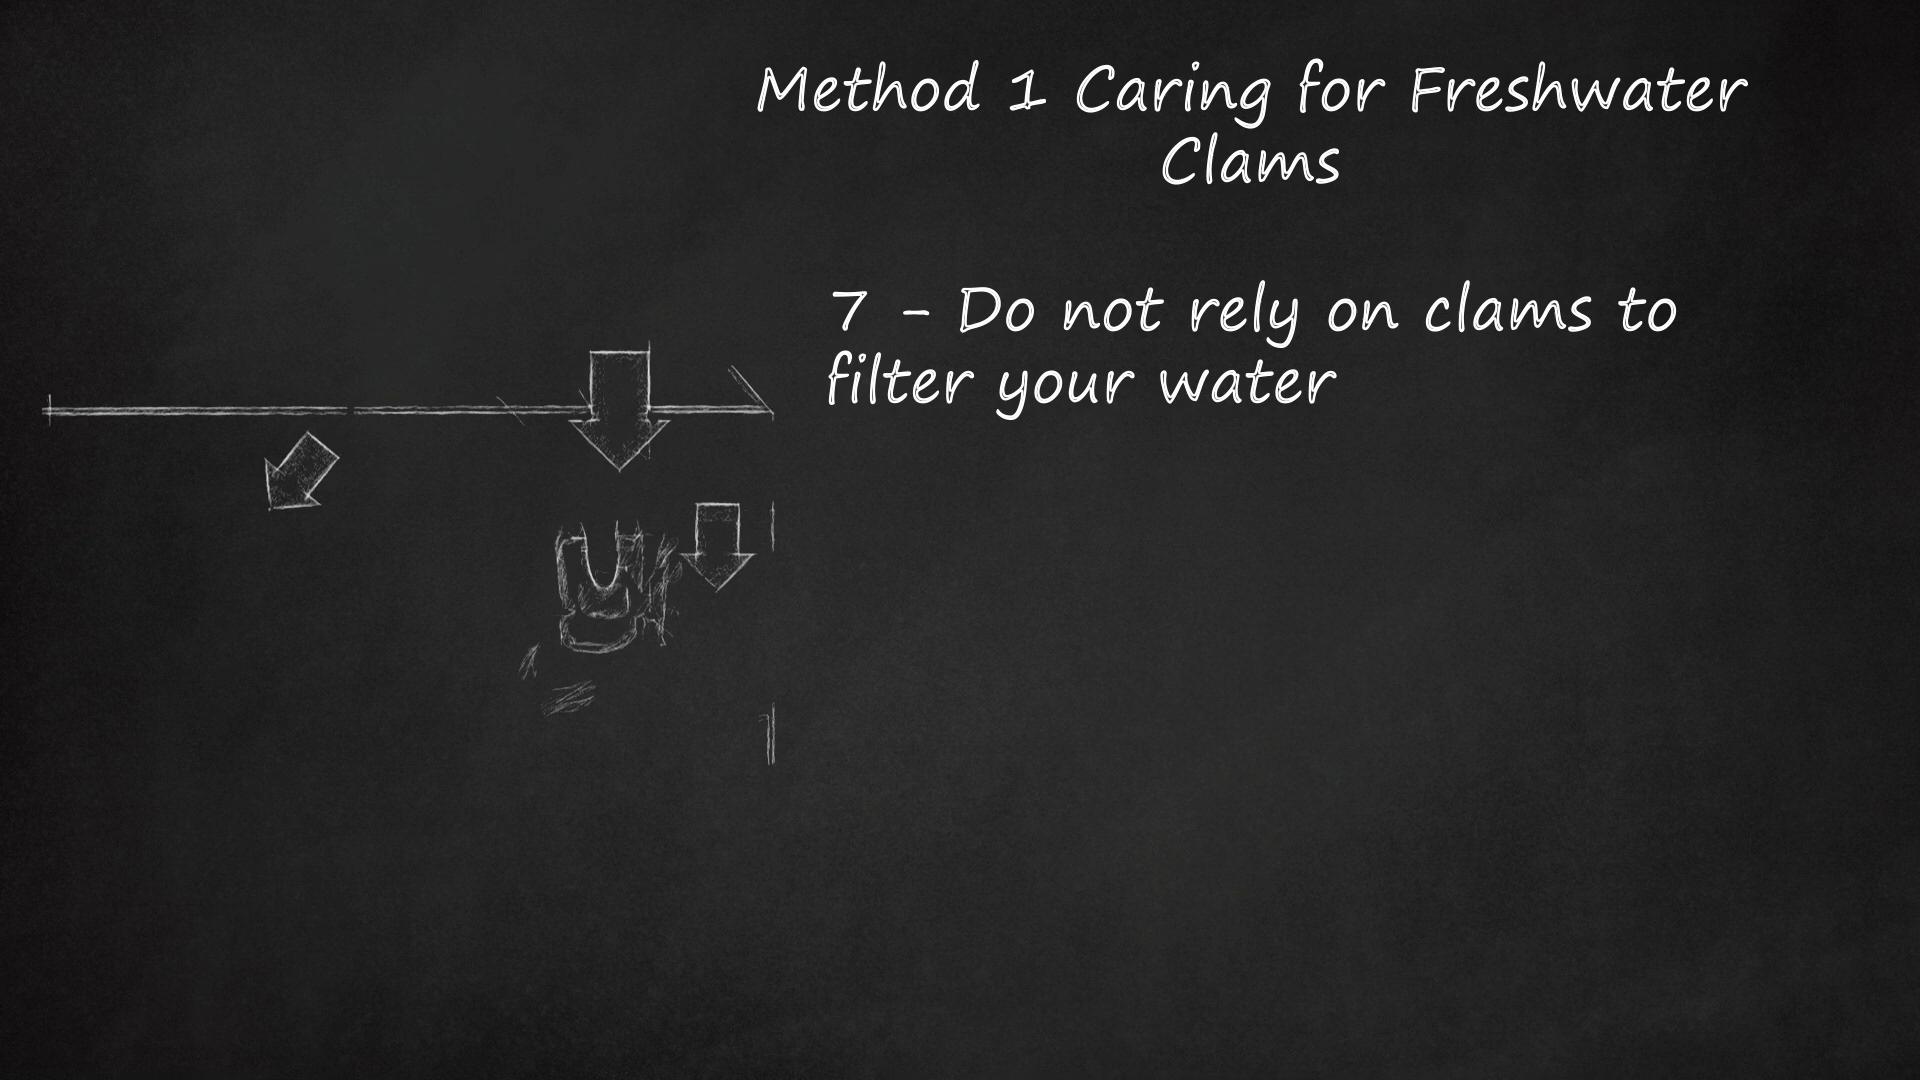 Method 1 Caring for Freshwater
Clams
7 - Do not rely on clams to
filter your water